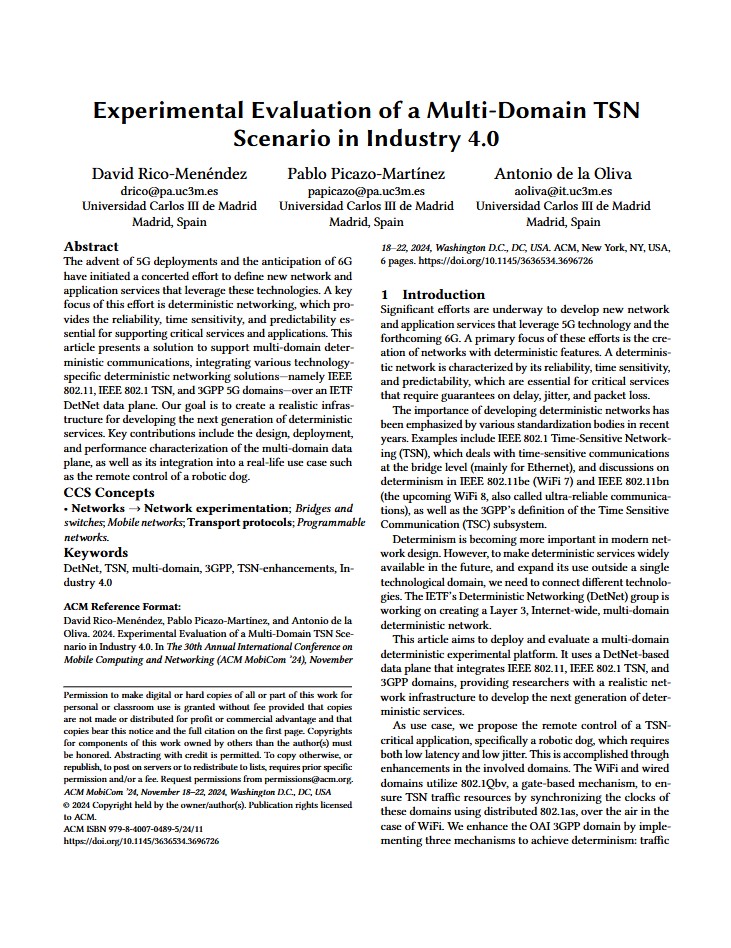 Experimental Evaluation of a Multi-Domain TSN
Scenario in Industry 4.0
David Rico-Menéndez
drico@pa.uc3m.es
Universidad Carlos III de Madrid
Madrid, Spain
Pablo Picazo-Martínez
papicazo@pa.uc3m.es
Universidad Carlos III de Madrid
Madrid, Spain
Antonio de la Oliva
aoliva@it.uc3m.es
Universidad Carlos III de Madrid
Madrid, Spain
Abstract
The advent of 5G deployments and the anticipation of 6G
have initiated a concerted effort to define new network and
application services that leverage these technologies. A key
focus of this effort is deterministic networking, which pro-
vides the reliability, time sensitivity, and predictability es-
sential for supporting critical services and applications. This
article presents a solution to support multi-domain deter-
ministic communications, integrating various technology-
specific deterministic networking solutions—namely IEEE
802.11, IEEE 802.11 TSN, and 3GPP 5G domains—over an IETF
DetNet data plane. Our goal is to create a realistic infras-
tructure for developing the next generation of deterministic
services. Key contributions include the design, deployment,
and performance characterization of the multi-domain data
plane, as well as its integration into a real-life use case such
as the remote control of a robotic dog.
CCS Concepts
• Networks → Network experimentation; Bridges and
switches; Mobile networks; Transport protocols; Programmable
networks.
Keywords
DetNet, TSN, multi-domain, 3GPP, TSN-enhancements, In-
dustry 4.0
ACM Reference Format:
David Rico-Menéndez, Pablo Picazo-Martínez, and Antonio de la
Oliva. 2024. Experimental Evaluation of a Multi-Domain TSN Sce-
nario in Industry 4.0. In The 30th Annual International Conference on
Mobile Computing and Networking (ACM MobiCom '24), November
Permission to make digital or hard copies of all or part of this work for
personal or classroom use is granted without fee provided that copies
are not made or distributed for profit or commercial advantage and that
copies bear this notice and the full citation on the first page. Copyrights
for components of this work owned by others than the author(s) must
be honored. Abstracting with credit is permitted. To copy otherwise, or
republish, to post on servers or to redistribute to lists, requires prior specific
permission and/or a fee. Request permissions from permissions@acm.org.
ACM MobiCom '24, November 18–22, 2024, Washington D.C., DC, USA
© 2024 Copyright held by the owner/author(s). Publication rights licensed
to ACM.
ACM ISBN 979-8-4007-0489-5/24/11
https://doi.org/10.1145/3636534.3696726
18–22, 2024, Washington D.C., DC, USA. ACM, New York, NY, USA,
6 pages. https://doi.org/10.1145/3636534.3696726
1 Introduction
Significant efforts are underway to develop new network
and application services that leverage 5G technology and the
forthcoming 6G. A primary focus of these efforts is the cre-
ation of networks with deterministic features. A determinis-
tic network is characterized by its reliability, time sensitivity,
and predictability, which are essential for critical services
that require guarantees on delay, jitter, and packet loss.
The importance of developing deterministic networks has
been emphasized by various standardization bodies in recent
years. Examples include IEEE 802.1 Time-Sensitive Network-
ing (TSN), which deals with time-sensitive communications
at the bridge level (mainly for Ethernet), and discussions on
determinism in IEEE 802.11be (WiFi 7) and IEEE 802.11bn
(the upcoming WiFi 8, also called ultra-reliable communica-
tions), as well as the 3GPP's definition of the Time Sensitive
Communication (TSC) subsystem.
Determinism is becoming more important in modern net-
work design. However, to make deterministic services widely
available in the future, and expand its use outside a single
technological domain, we need to connect different technolo-
gies. The IETF's Deterministic Networking (DetNet) group is
working on creating a Layer 3, Internet-wide, multi-domain
deterministic network.
This article aims to deploy and evaluate a multi-domain
deterministic experimental platform. It uses a DetNet-based
data plane that integrates IEEE 802.11, IEEE 802.1 TSN, and
3GPP domains, providing researchers with a realistic net-
work infrastructure to develop the next generation of deter-
ministic services.
As use case, we propose the remote control of a TSN-
critical application, specifically a robotic dog, which requires
both low latency and low jitter. This is accomplished through
enhancements in the involved domains. The WiFi and wired
domains utilize 802.1Qbv, a gate-based mechanism, to en-
sure TSN traffic resources by synchronizing the clocks of
these domains using distributed 802.1as, over the air in the
case of WiFi. We enhance the OAI 3GPP domain by imple-
menting three mechanisms to achieve determinism: traffic